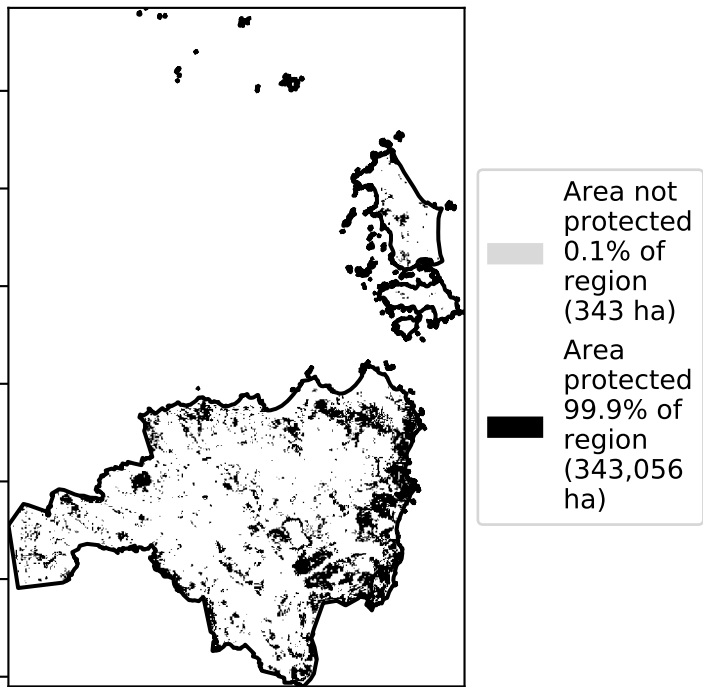 Area not
protected
0.1% of
region
(343 ha)
Area
protected
99.9% of
region
(343,056
ha)